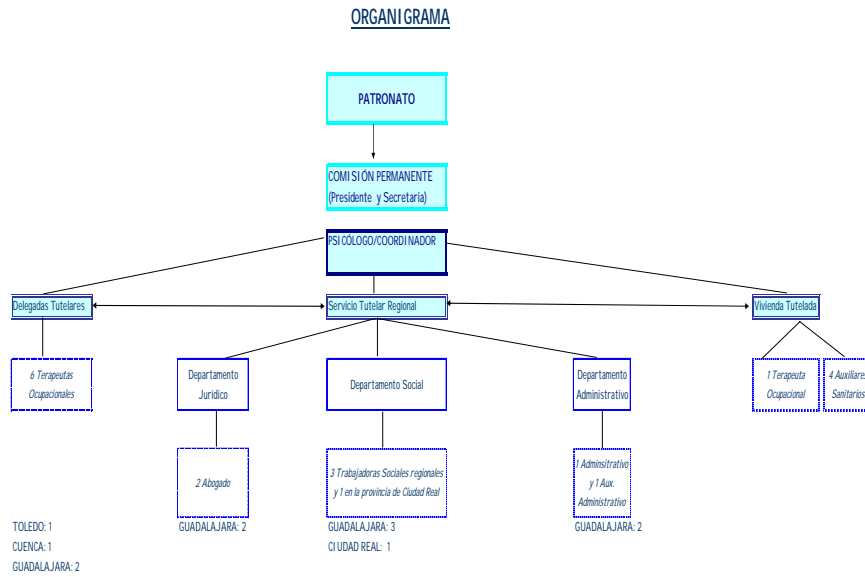 ORGANIGRAMA
PATRONATO
COMISIÓN PERMANENTE
(Presidente y Secretaria)
PSICÓLOGO/COORDINADOR
Delegadas Tutelares
Servicio Tutelar Regional
Vivienda Tutelada
6 Terapeutas
Ocupacionales
Departamento
Jurídico
Departamento Social
Departamento
Administrativo
1 Terapeuta
Ocupacional
4 Auxiliares
Sanitarios
2 Abogado
3 Trabajadoras Sociales regionales
y 1 en la provincia de Ciudad Real
1 Adminsitrativo
y 1 Aux.
Administrativo
TOLEDO: 1
CUENCA: 1
GUADALAJARA: 2
GUADALAJARA: 2
GUADALAJARA: 3
CIUDAD REAL: 1
GUADALAJARA: 2